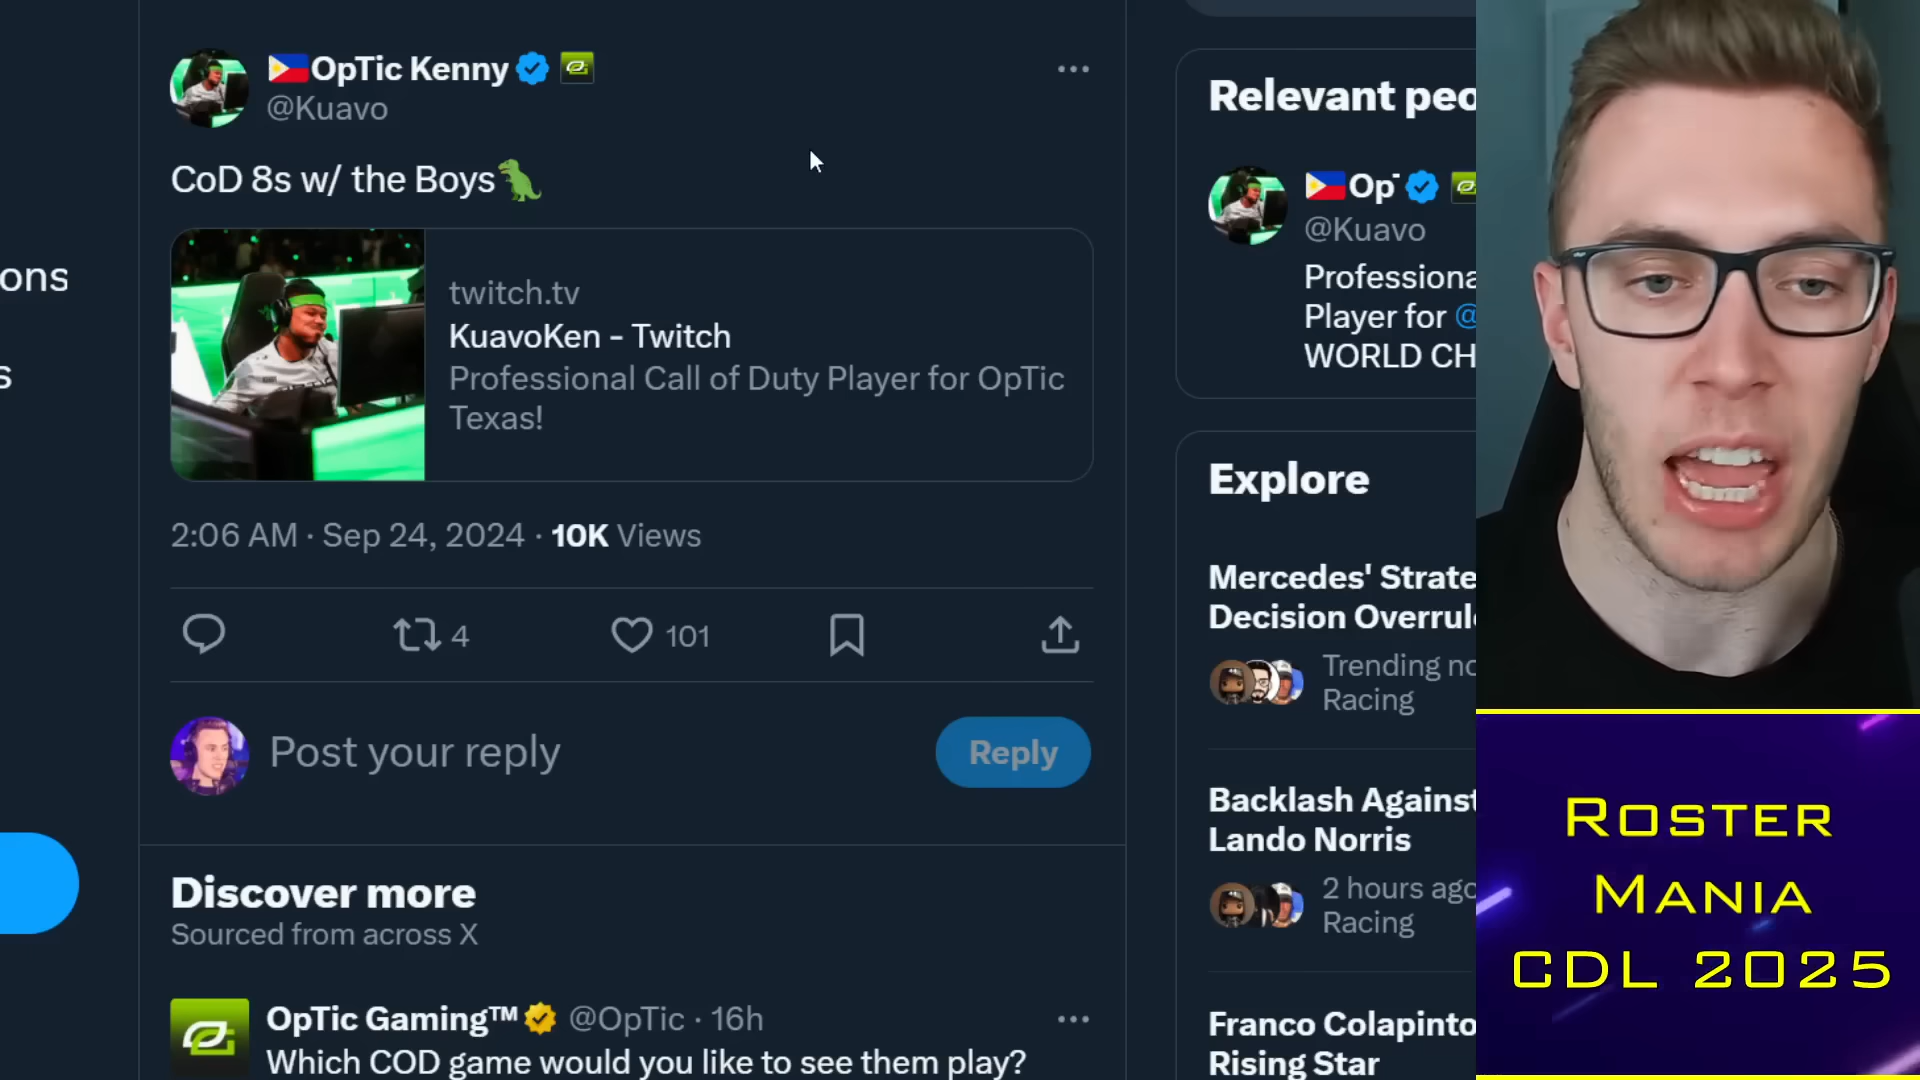 ons
s
OpTic Kenny
@Kuavo
CoD 8s w/ the Boys
twitch.tv
KuavoKen - Twitch
Professional Call of Duty Player for OpTic
Texas!
2:06 AM · Sep 24, 2024 · 10K Views
4
101
Post your reply
Reply
Discover more
Sourced from across X
OpTic Gaming™ @OpTic · 16h
Which COD game would you like to see them play?
Relevant peo
Op
@Kuavo
Professiona
Player for @
WORLD CH
Explore
Mercedes' Strate
Decision Overrul
Trending no
Racing
Backlash Against
Lando Norris
2 hours ago
Racing
Franco Colapinto
Rising Star
Roster
Mania
CDL 2025